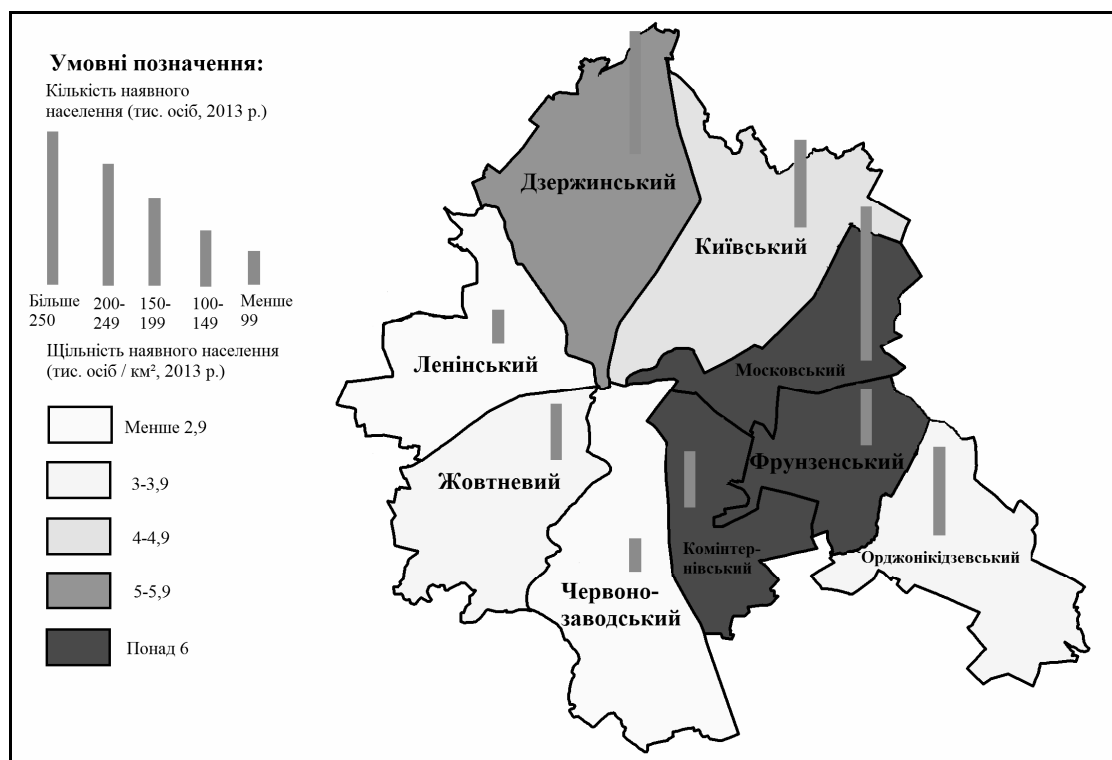 Умовні позначення:
Кількість наявного
населення (тис. осіб, 2013 р.)
Більше
250
200-
249
150-
199
100-
149
Менше
99
Щільність наявного населення
(тис. осіб / км², 2013 р.)
Менше 2,9
3-3,9
4-4,9
5-5,9
Понад 6
Дзержинський
Київський
Ленінський
Московський
Жовтневий
Фрунзенський
Комінтер-
нівський
Орджонікідзевський
Червоно-
заводський